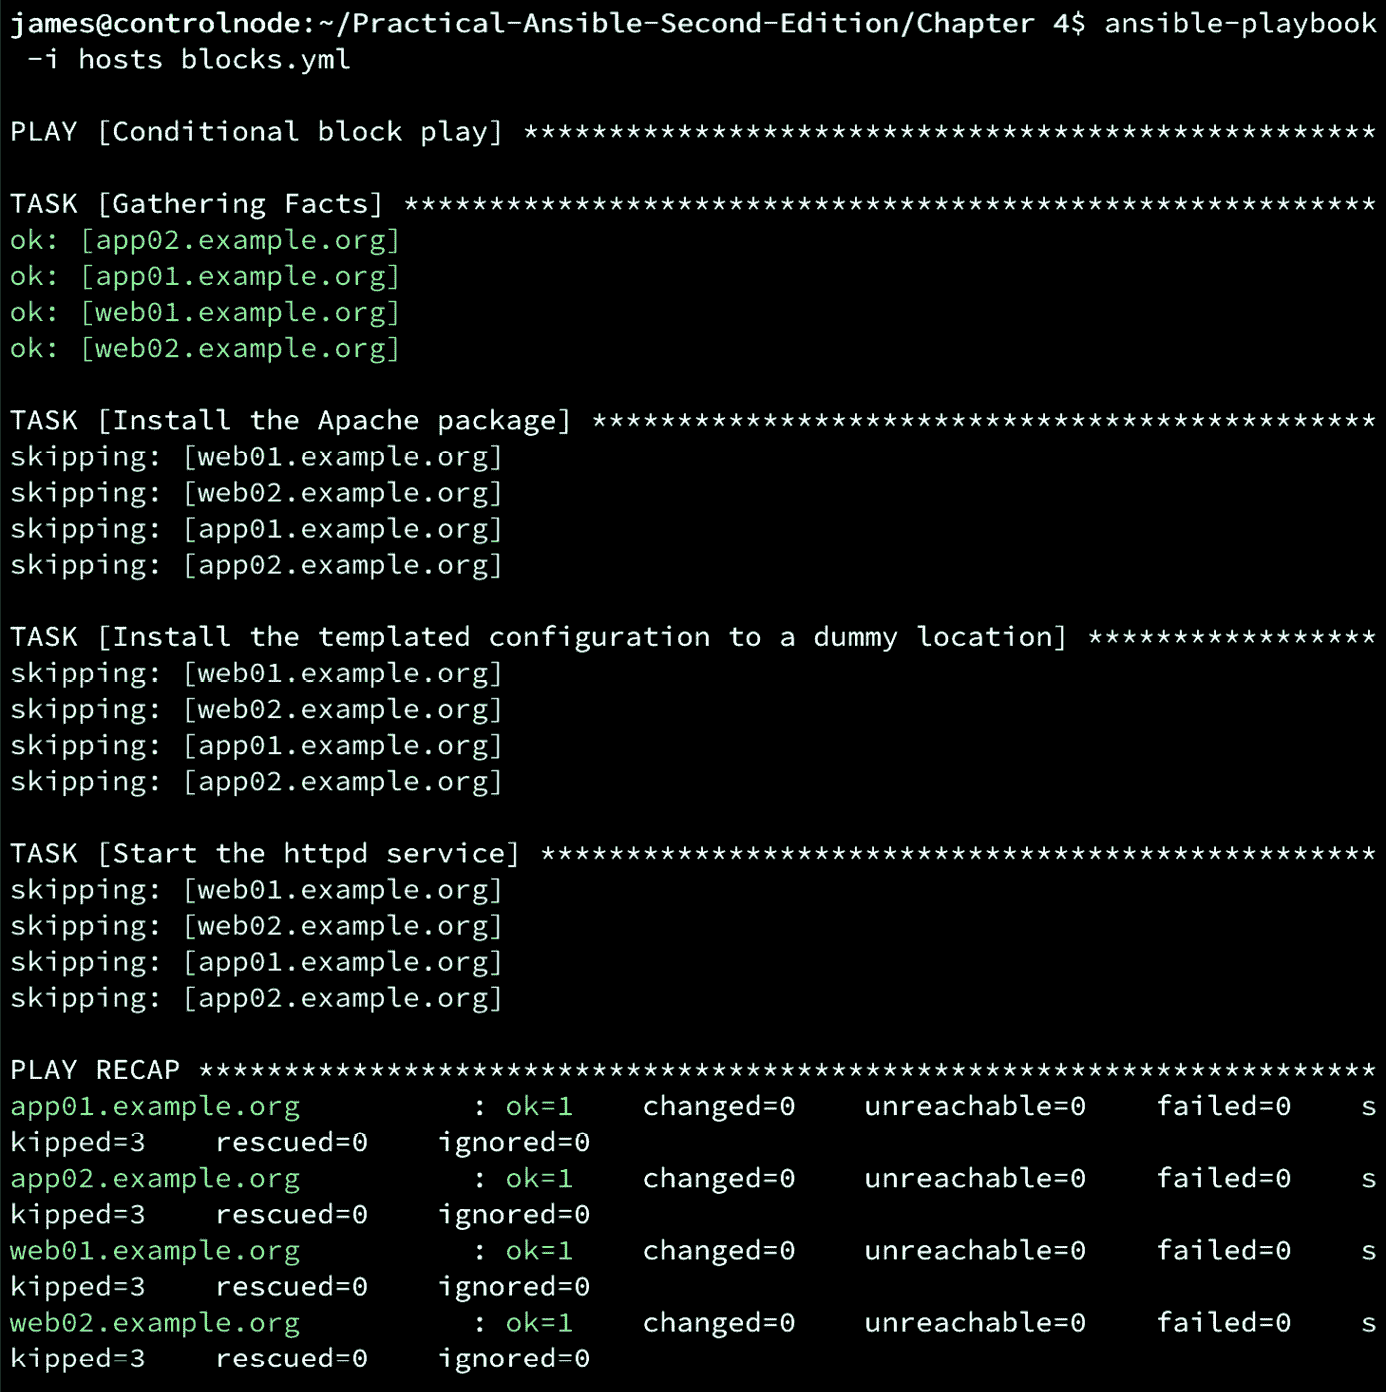 james@controlnode:~/Practical-Ansible-Second-Edition/Chapter 4$ ansible-playbook
 -i hosts blocks.yml
PLAY [Conditional block play] **************************************************
TASK [Gathering Facts] *********************************************************
ok: [app02.example.org]
ok: [app01.example.org]
ok: [web01.example.org]
ok: [web02.example.org]
TASK [Install the Apache package] **********************************************
skipping: [web01.example.org]
skipping: [web02.example.org]
skipping: [app01.example.org]
skipping: [app02.example.org]
TASK [Install the templated configuration to a dummy location] *****************
skipping: [web01.example.org]
skipping: [web02.example.org]
skipping: [app01.example.org]
skipping: [app02.example.org]
TASK [Start the httpd service] *************************************************
skipping: [web01.example.org]
skipping: [web02.example.org]
skipping: [app01.example.org]
skipping: [app02.example.org]
PLAY RECAP *********************************************************************
app01.example.org          : ok=1    changed=0    unreachable=0    failed=0    s
kipped=3    rescued=0    ignored=0
app02.example.org          : ok=1    changed=0    unreachable=0    failed=0    s
kipped=3    rescued=0    ignored=0
web01.example.org          : ok=1    changed=0    unreachable=0    failed=0    s
kipped=3    rescued=0    ignored=0
web02.example.org          : ok=1    changed=0    unreachable=0    failed=0    s
kipped=3    rescued=0    ignored=0